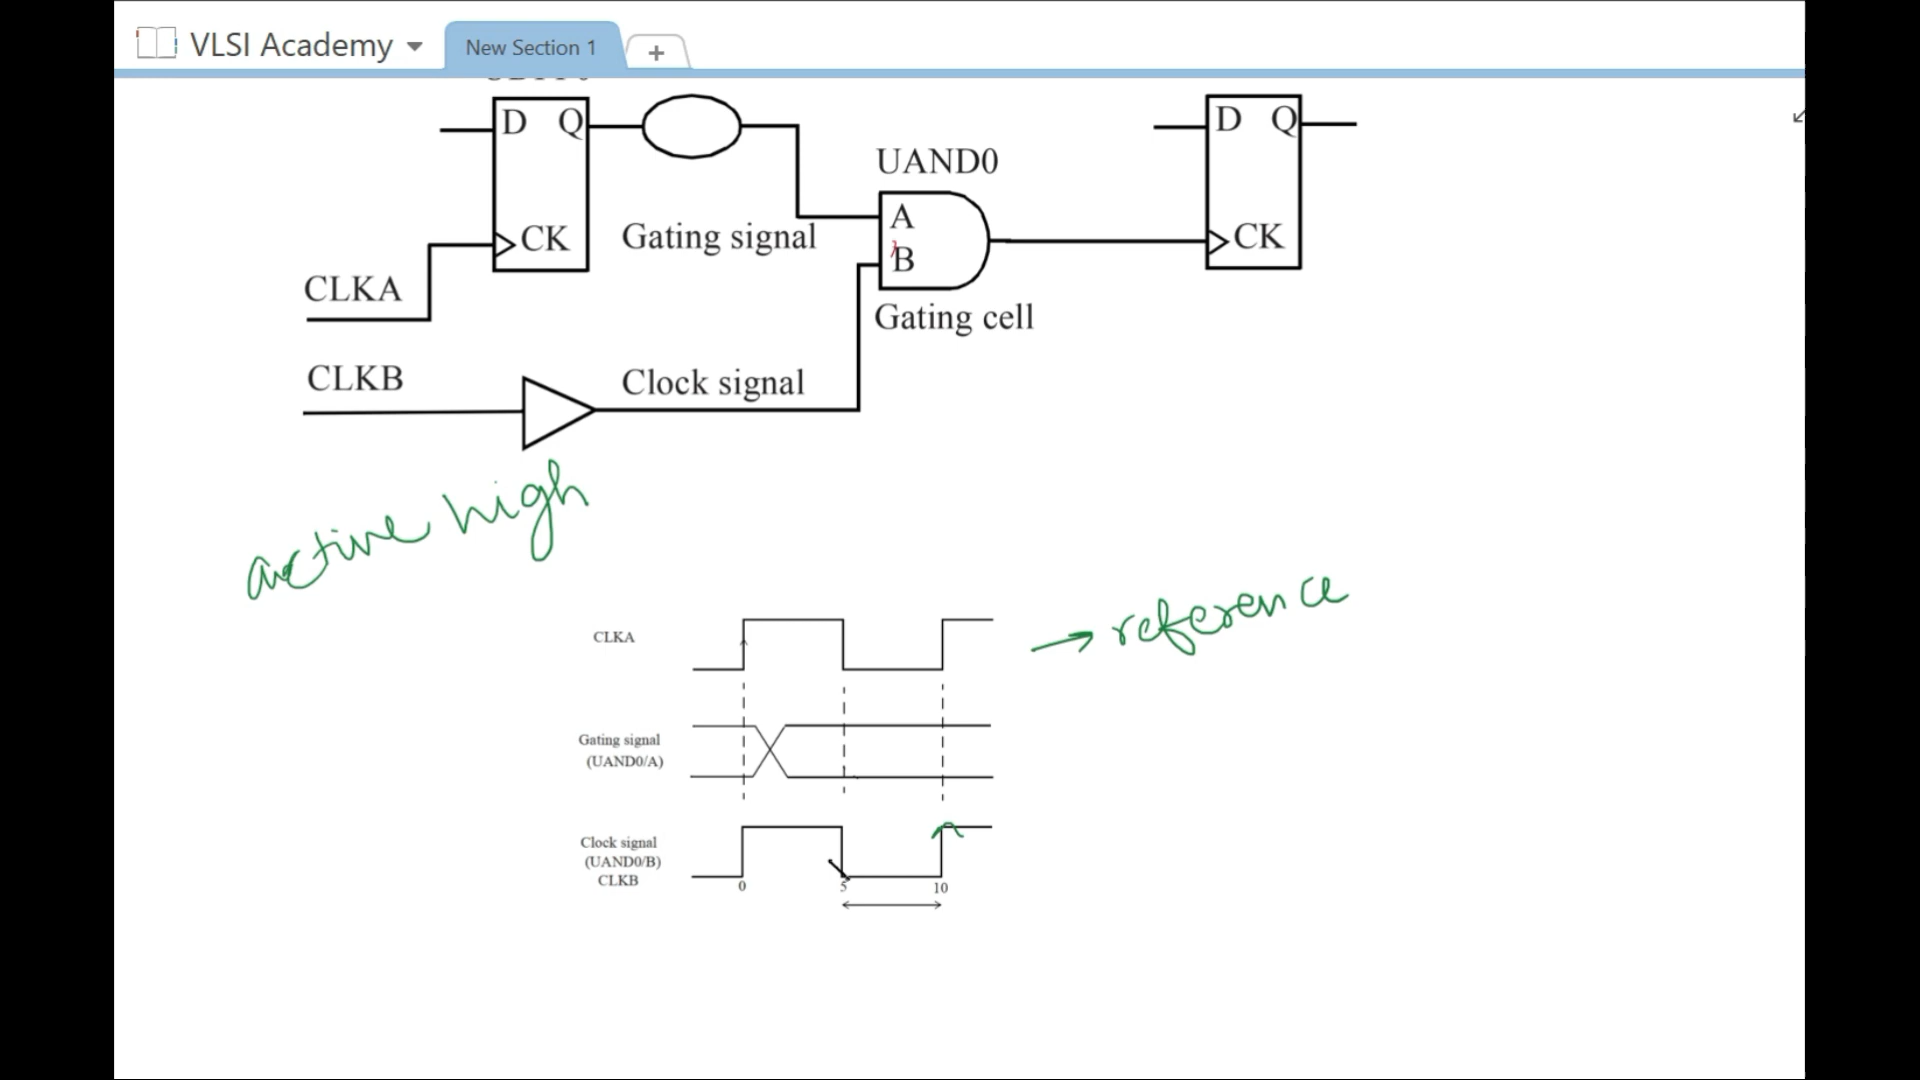 VLSI Academy
New Section 1
+
D Q
D Q
UAND0
A
Gating signal
CK
CK
B
CLKA
Gating cell
CLKB
Clock signal
active high
reference
CLKA
Gating signal
(UAND0/A)
Clock signal
(UAND0/B)
CLKB
0 5 10